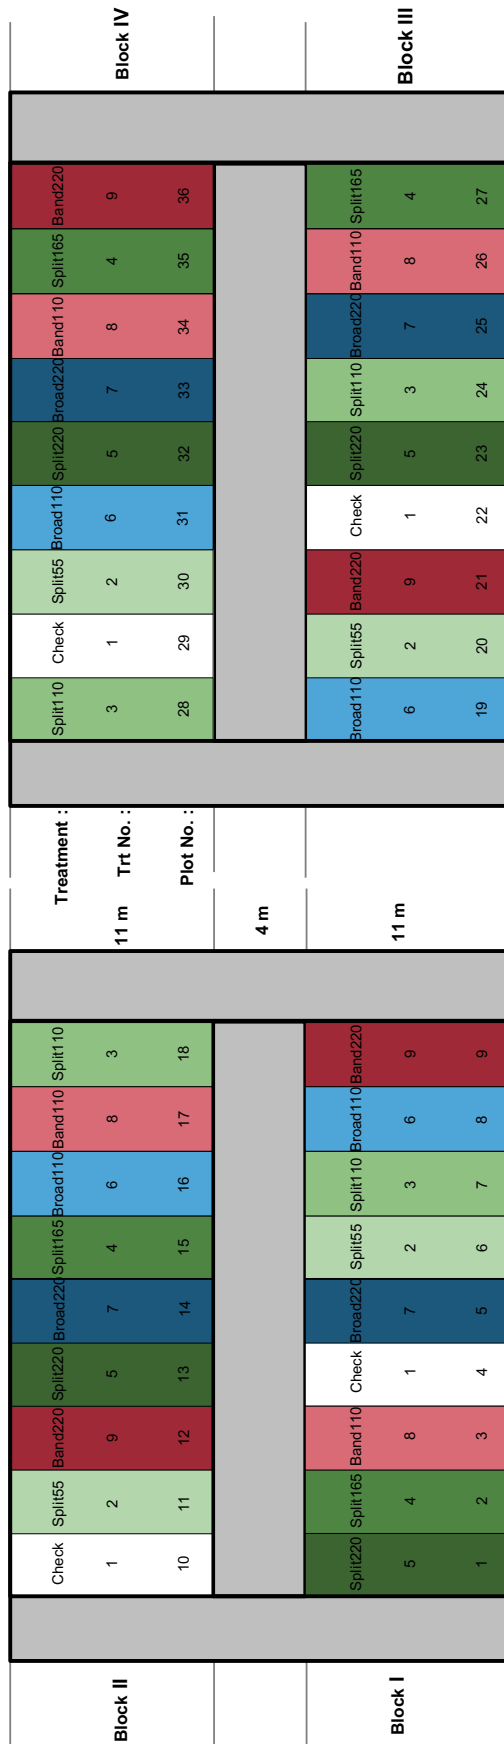 Check Split55 Band220 Split220 Broad220 Split165 Broad110 Band110 Split110 Treatment : Split110 Check Split55 Broad110 Split220 Broad220 Band110 Split165 Band220
Block II 1 2 9 5 7 4 6 8 3 11 m Trt No. : 3 1 2 6 5 7 8 4 9 Block IV
10 11 12 13 14 15 16 17 18 Plot No. : 28 29 30 31 32 33 34 35 36
4 m
Split220 Split165 Band110 Check Broad220 Split55 Split110 Broad110 Band220 Broad110 Split55 Band220 Check Split220 Split110 Broad220 Band110 Split165
Block I 5 4 8 1 7 2 3 6 9 11 m 6 2 9 1 5 3 7 8 4 Block III
1 2 3 4 5 6 7 8 9 19 20 21 22 23 24 25 26 27